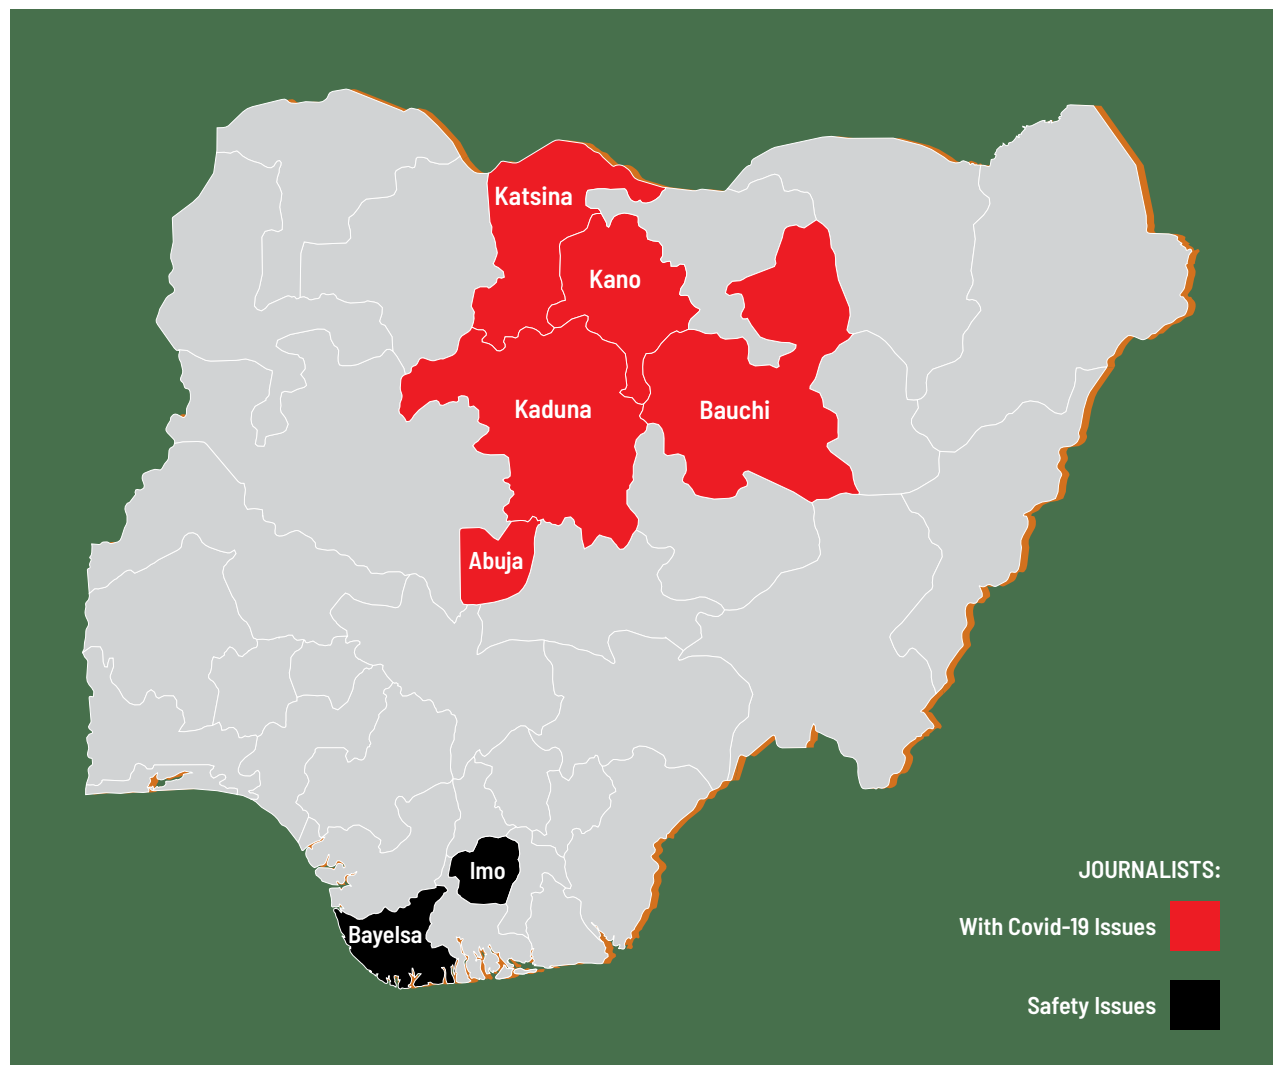 Katsina
Kano
Kaduna
Bauchi
Abuja
Imo
Bayelsa
JOURNALISTS:
With Covid-19 Issues
Safety Issues